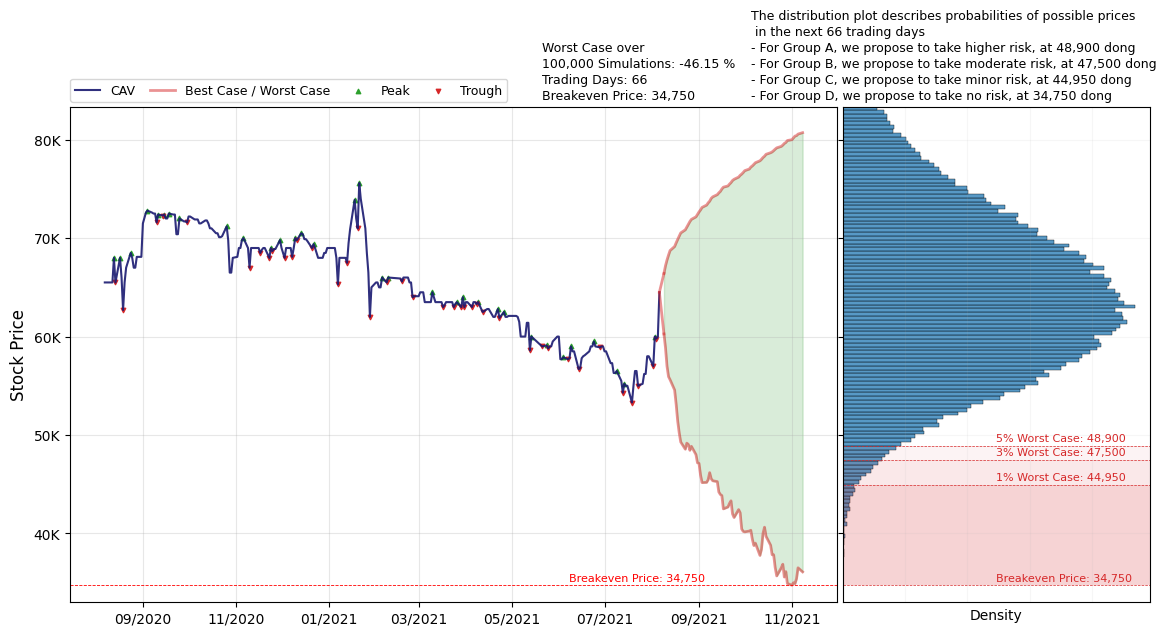 The distribution plot describes probabilities of possible prices
in the next 66 trading days
- For Group A, we propose to take higher risk, at 48,900 dong
- For Group B, we propose to take moderate risk, at 47,500 dong
- For Group C, we propose to take minor risk, at 44,950 dong
- For Group D, we propose to take no risk, at 34,750 dong
Worst Case over
100,000 Simulations: -46.15 %
Trading Days: 66
Breakeven Price: 34,750
CAV
Best Case / Worst Case
Peak
Trough
Stock Price
80K
70K
60K
50K
40K
Breakeven Price: 34,750
09/2020
11/2020
01/2021
03/2021
05/2021
07/2021
09/2021
11/2021
5% Worst Case: 48,900
3% Worst Case: 47,500
1% Worst Case: 44,950
Breakeven Price: 34,750
Density